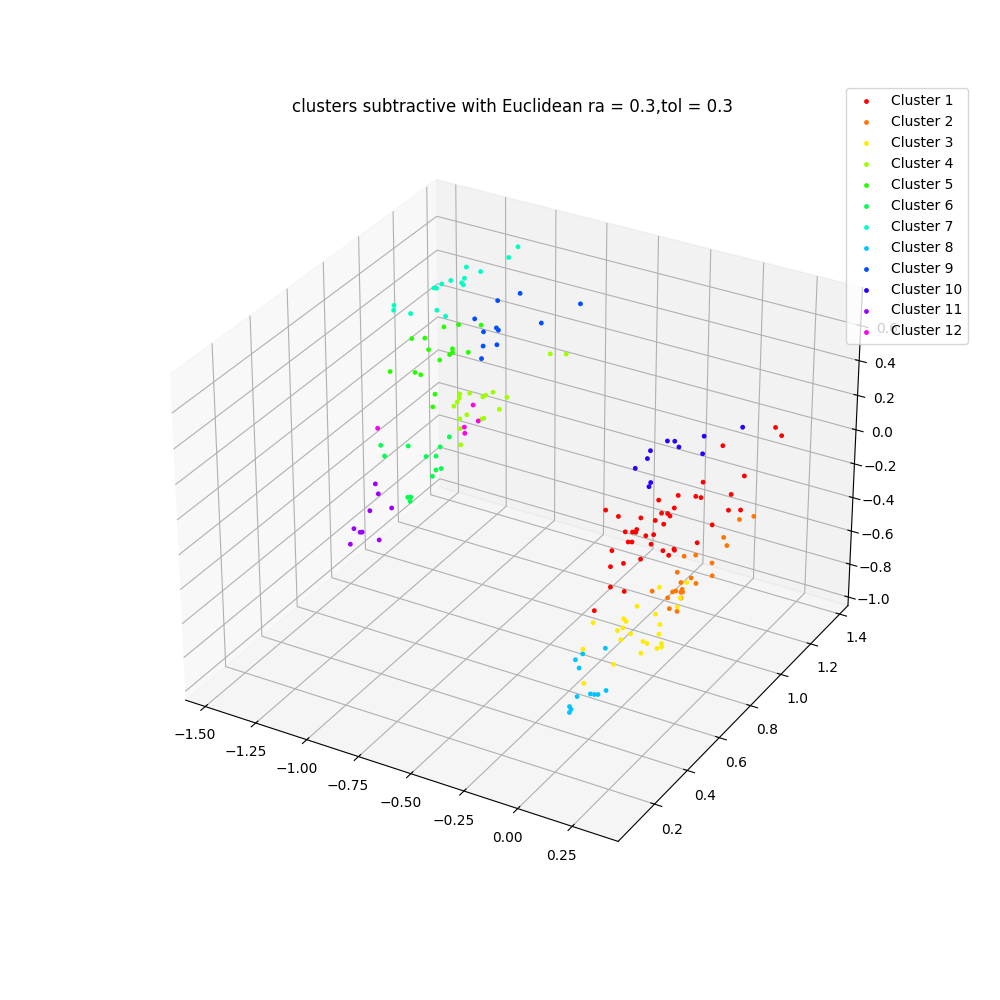 clusters subtractive with Euclidean ra = 0.3,tol = 0.3
Cluster 1
Cluster 2
Cluster 3
Cluster 4
Cluster 5
Cluster 6
Cluster 7
Cluster 8
Cluster 9
Cluster 10
Cluster 11
Cluster 12
0.4
0.2
0.0
−0.2
−0.4
−0.6
−0.8
−1.0
1.4
1.2
1.0
0.8
0.6
0.4
0.2
−1.50
−1.25
−1.00
−0.75
−0.50
−0.25
0.00
0.25